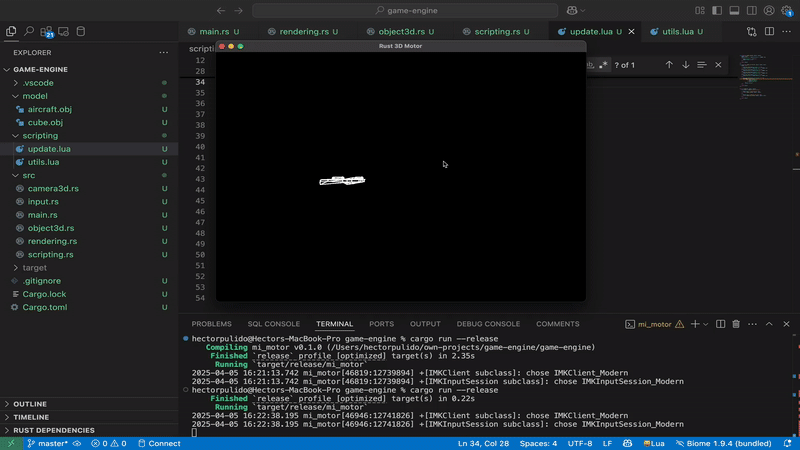 game-engine
main.rs U
rendering.rs U
object3d.rs U
scripting.rs U
update.lua U
utils.lua U
EXPLORER
scripti
Rust 3D Motor
? of 1
GAME-ENGINE
.vscode
model
aircraft.obj U
cube.obj U
scripting
update.lua U
utils.lua U
src
camera3d.rs U
input.rs U
main.rs U
object3d.rs U
rendering.rs U
scripting.rs U
target
.gitignore U
Cargo.lock U
Cargo.toml U
12
28
34
35
36
37
38
39
40
41
42
43
44
45
46
47
48
49
50
51
52
53
54
PROBLEMS SQL CONSOLE TERMINAL PORTS OUTPUT DEBUG CONSOLE COMMENTS mi_motor
hectorpulido@Hectors-MacBook-Pro game-engine % cargo run --release
Compiling mi_motor v0.1.0 (/Users/hectorpulido/own-projects/game-engine/game-engine)
Finished `release` profile [optimized] target(s) in 2.35s
Running `target/release/mi_motor`
2025-04-05 16:21:13.742 mi_motor[46819:12739894] +[IMKClient subclass]: chose IMKClient_Modern
2025-04-05 16:21:13.742 mi_motor[46819:12739894] +[IMKInputSession subclass]: chose IMKInputSession_Modern
hectorpulido@Hectors-MacBook-Pro game-engine % cargo run --release
Finished `release` profile [optimized] target(s) in 0.22s
Running `target/release/mi_motor`
2025-04-05 16:22:38.195 mi_motor[46946:12741826] +[IMKClient subclass]: chose IMKClient_Modern
2025-04-05 16:22:38.195 mi_motor[46946:12741826] +[IMKInputSession subclass]: chose IMKInputSession_Modern
OUTLINE
TIMELINE
RUST DEPENDENCIES
master* 0 0 Connect Ln 34, Col 28 Spaces: 4 UTF-8 LF Lua Biome 1.9.4 (bundled)